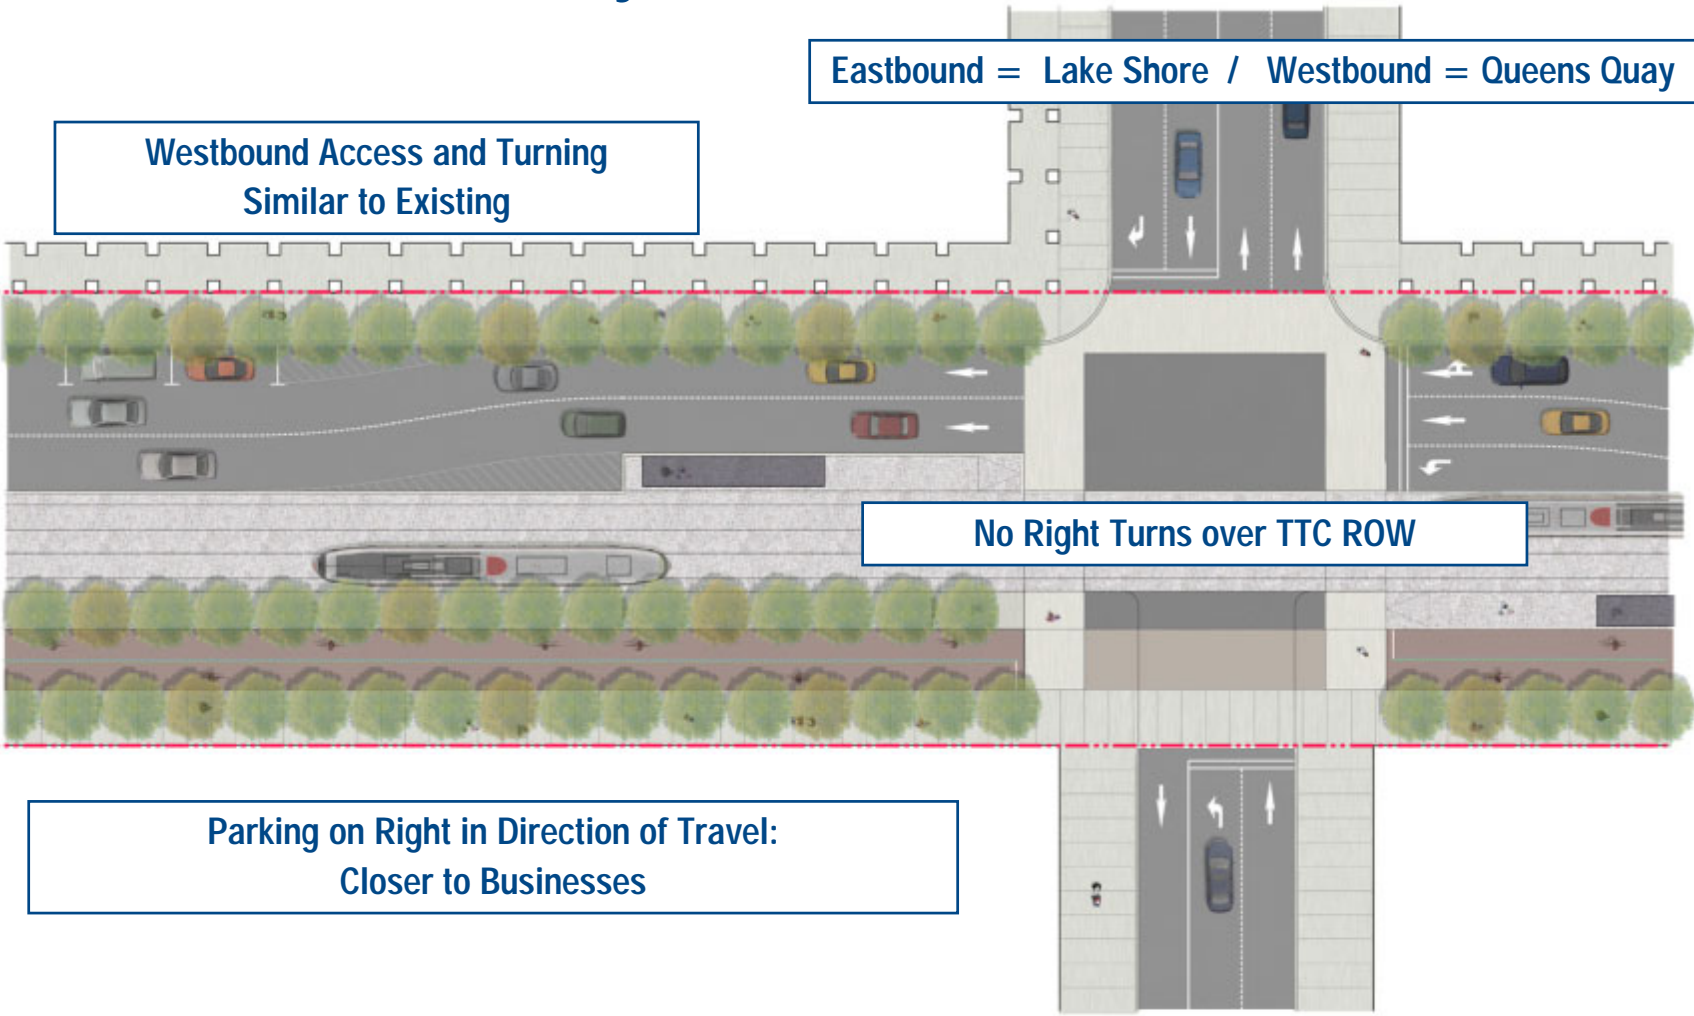 Eastbound = Lake Shore / Westbound = Queens Quay
Westbound Access and Turning
Similar to Existing
No Right Turns over TTC ROW
Parking on Right in Direction of Travel:
Closer to Businesses